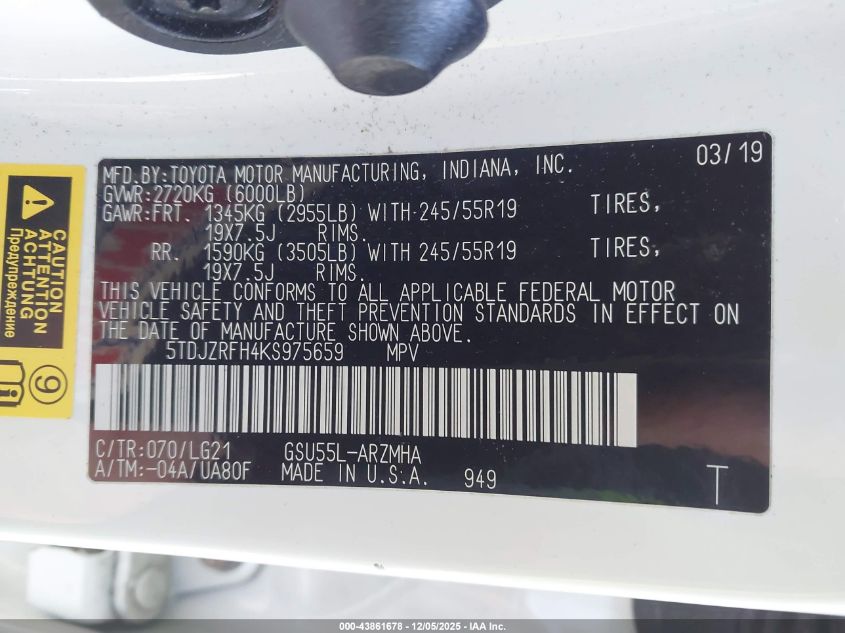 MFD.BY:TOYOTA MOTOR MANUFACTURING, INDIANA, INC. 03/19
GVWR:2720KG (6000LB)
GAWR:FRT. 1345KG (2955LB) WITH 245/55R19 TIRES,
19X7.5J RIMS.
RR. 1590KG (3505LB) WITH 245/55R19 TIRES,
19X7.5J RIMS.
THIS VEHICLE CONFORMS TO ALL APPLICABLE FEDERAL MOTOR
VEHICLE SAFETY AND THEFT PREVENTION STANDARDS IN EFFECT ON
THE DATE OF MANUFACTURE SHOWN ABOVE.
5TDJZRFH4KS975659 MPV
C/TR:070/LG21 GSU55L-ARZMHA
A/TM:-04A/UA80F MADE IN U.S.A. 949 T
CAUTION
ATTENTION
ACHTUNG
Предупреждение
9
000-43861678 - 12/05/2025 - IAA Inc.